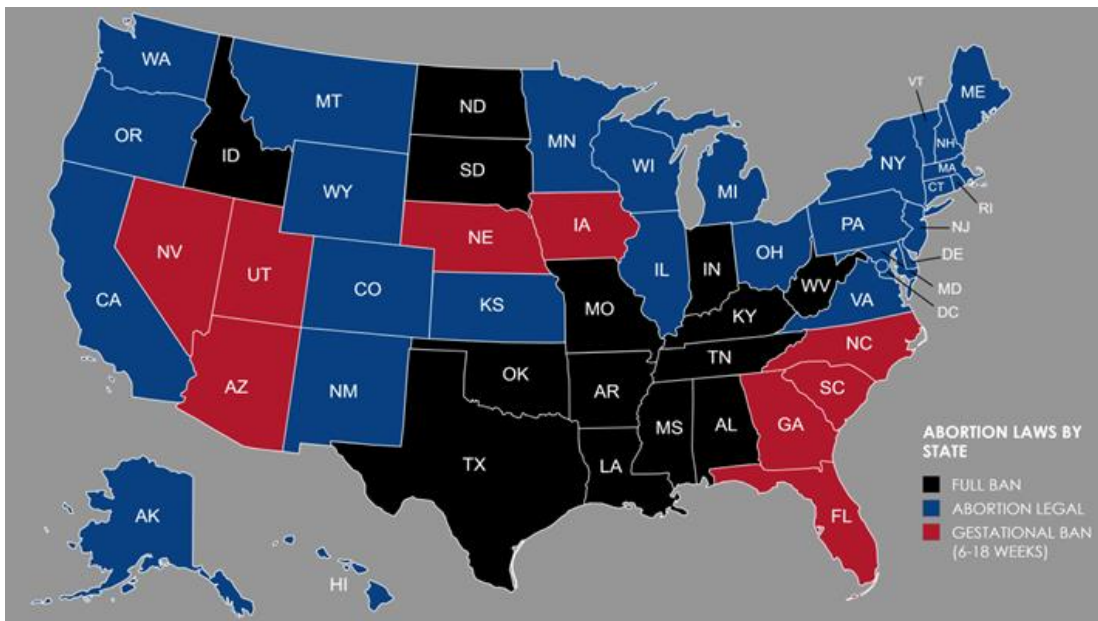 WA
OR
CA
ID
NV
MT
WY
UT
AZ
CO
NM
ND
SD
NE
KS
OK
TX
MN
IA
MO
AR
LA
WI
IL
MI
IN
OH
KY
TN
MS
AL
WV
VA
NC
SC
GA
FL
PA
NY
VT
NH
ME
MA
CT
RI
NJ
DE
MD
DC
AK
HI
ABORTION LAWS BY
STATE
FULL BAN
ABORTION LEGAL
GESTATIONAL BAN
(6-18 WEEKS)